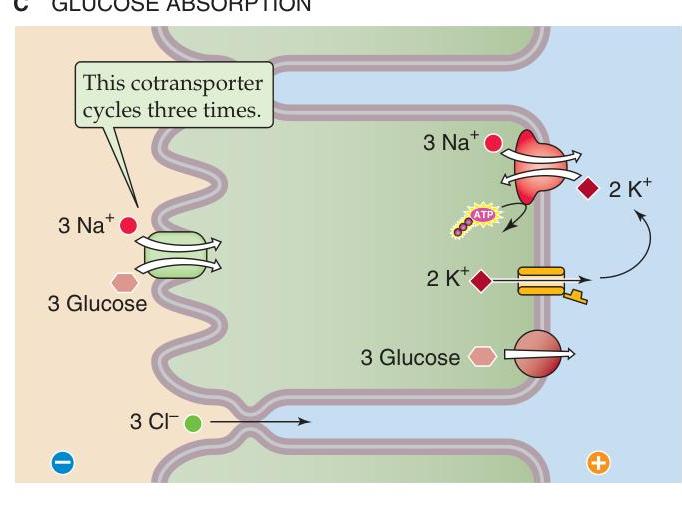 C GLUCOSE ABSORPTION
This cotransporter
cycles three times.
3 Na⁺
ATP
2 K⁺
3 Na⁺
3 Glucose
2 K⁺
3 Glucose
3 Cl⁻
−
+